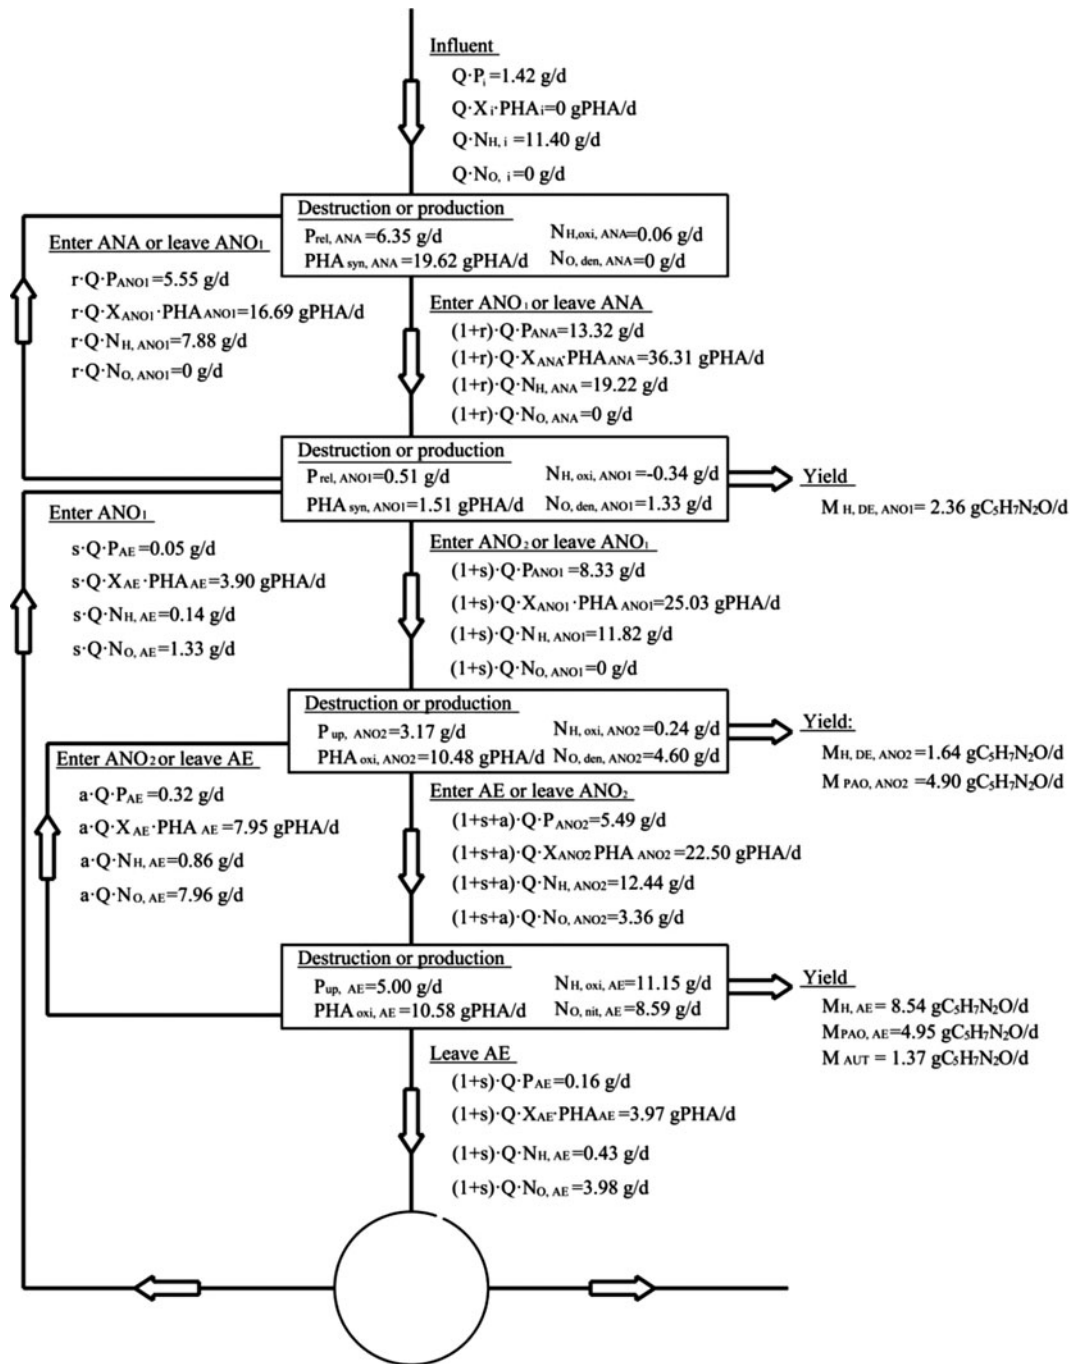 Influent
Q·Pi=1.42 g/d
Q·Xi·PHAi=0 gPHA/d
Q·NH, i=11.40 g/d
Q·NO, i=0 g/d
Destruction or production
Prel, ANA=6.35 g/d
NH,oxi, ANA=0.06 g/d
PHA syn, ANA=19.62 gPHA/d
NO, den, ANA=0 g/d
Enter ANA or leave ANO1
r·Q·PANO1=5.55 g/d
r·Q·XANO1·PHA ANO1=16.69 gPHA/d
r·Q·NH, ANO1=7.88 g/d
r·Q·NO, ANO1=0 g/d
Enter ANO1 or leave ANA
(1+r)·Q·PANA=13.32 g/d
(1+r)·Q·XANA·PHAANA=36.31 gPHA/d
(1+r)·Q·NH, ANA=19.22 g/d
(1+r)·Q·NO, ANA=0 g/d
Destruction or production
Prel, ANO1=0.51 g/d
NH, oxi, ANO1=-0.34 g/d
PHA syn, ANO1=1.51 gPHA/d
NO, den, ANO1=1.33 g/d
Yield
M H, DE, ANO1= 2.36 gC5H7N2O/d
Enter ANO1
s·Q·PAE=0.05 g/d
s·Q·XAE·PHAAE=3.90 gPHA/d
s·Q·NH, AE=0.14 g/d
s·Q·NO, AE=1.33 g/d
Enter ANO2 or leave ANO1
(1+s)·Q·PANO1=8.33 g/d
(1+s)·Q·XANO1·PHA ANO1=25.03 gPHA/d
(1+s)·Q·NH, ANO1=11.82 g/d
(1+s)·Q·NO, ANO1=0 g/d
Destruction or production
P up, ANO2=3.17 g/d
NH, oxi, ANO2=0.24 g/d
PHA oxi, ANO2=10.48 gPHA/d
NO, den, ANO2=4.60 g/d
Yield:
MH, DE, ANO2=1.64 gC5H7N2O/d
M PAO, ANO2=4.90 gC5H7N2O/d
Enter ANO2 or leave AE
a·Q·PAE=0.32 g/d
a·Q·XAE·PHA AE=7.95 gPHA/d
a·Q·NH, AE=0.86 g/d
a·Q·NO, AE=7.96 g/d
Enter AE or leave ANO2
(1+s+a)·Q·PANO2=5.49 g/d
(1+s+a)·Q·XANO2 PHA ANO2=22.50 gPHA/d
(1+s+a)·Q·NH, ANO2=12.44 g/d
(1+s+a)·Q·NO, ANO2=3.36 g/d
Destruction or production
Pup, AE=5.00 g/d
NH, oxi, AE=11.15 g/d
PHA oxi, AE=10.58 gPHA/d
NO, nit, AE=8.59 g/d
Yield
MH, AE= 8.54 gC5H7N2O/d
MPAO, AE=4.95 gC5H7N2O/d
M AUT = 1.37 gC5H7N2O/d
Leave AE
(1+s)·Q·PAE=0.16 g/d
(1+s)·Q·XAE·PHAAE=3.97 gPHA/d
(1+s)·Q·NH, AE=0.43 g/d
(1+s)·Q·NO, AE=3.98 g/d